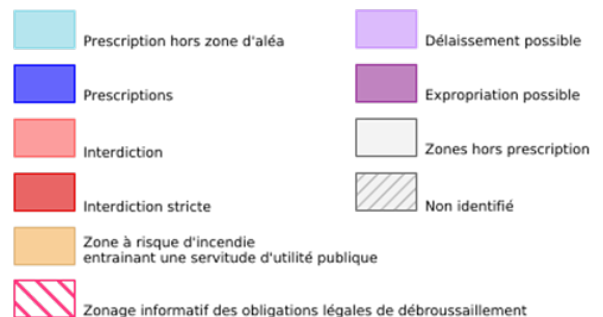 Prescription hors zone d'aléa
Délaissement possible
Prescriptions
Expropriation possible
Interdiction
Zones hors prescription
Interdiction stricte
Non identifié
Zone à risque d'incendie
entrainant une servitude d'utilité publique
Zonage informatif des obligations légales de débroussaillement